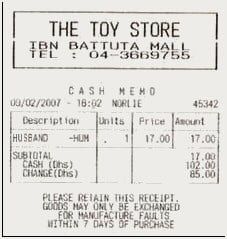 THE TOY STORE
IBN BATTUTA MALL
TEL : 04-3669755
CASH MEMO
09/02/2007 - 16:02 NORLIE 45342
Description Units Price Amount
HUSBAND -HUM . 1 17.00 17.00
SUBTOTAL 17.00
CASH (Dhs) 102.00
CHANGE(Dhs) 85.00
PLEASE RETAIN THIS RECEIPT.
GOODS MAY ONLY BE EXCHANGED
FOR MANUFACTURE FAULTS
WITHIN 7 DAYS OF PURCHASE